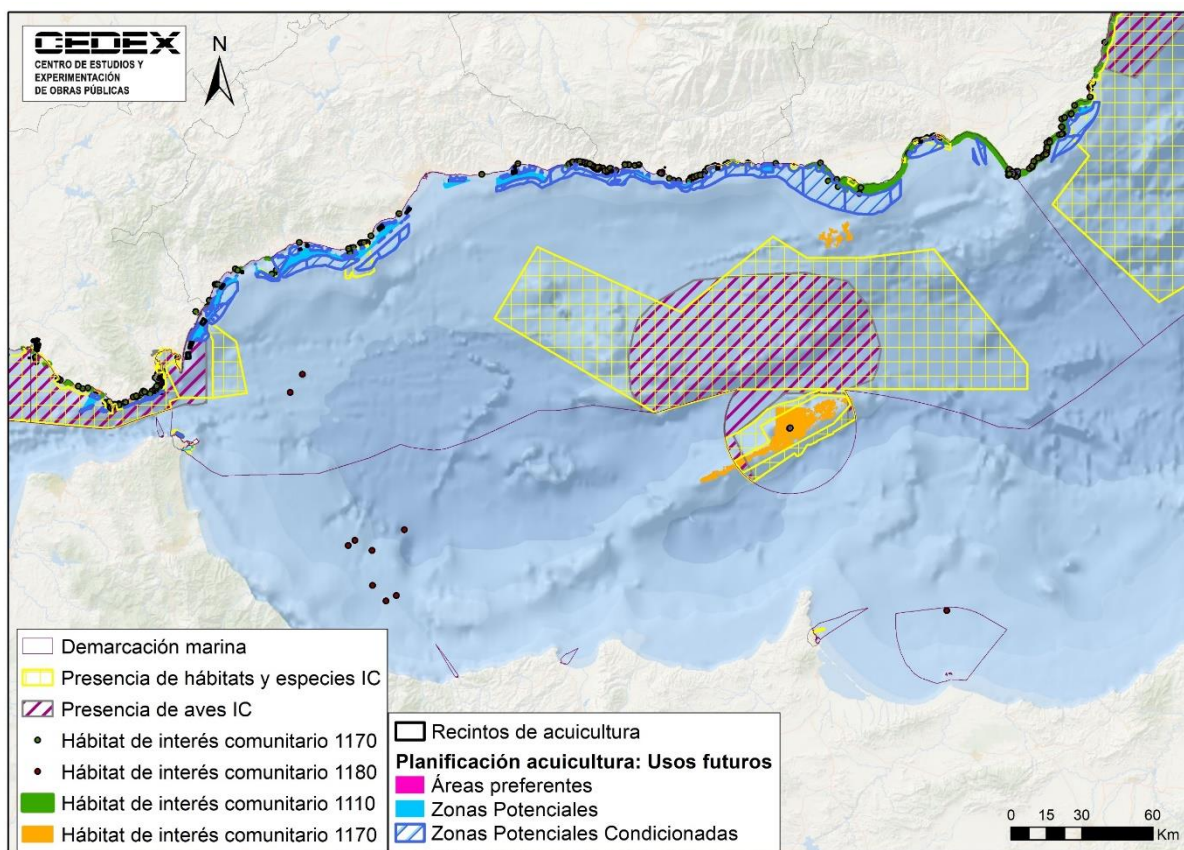 CEDEX
CENTRO DE ESTUDIOS Y
EXPERIMENTACIÓN
DE OBRAS PÚBLICAS
N
Demarcación marina
Presencia de hábitats y especies IC
Presencia de aves IC
Hábitat de interés comunitario 1170
Hábitat de interés comunitario 1180
Hábitat de interés comunitario 1110
Hábitat de interés comunitario 1170
Recintos de acuicultura
Planificación acuicultura: Usos futuros
Áreas preferentes
Zonas Potenciales
Zonas Potenciales Condicionadas
0 15 30 60
Km